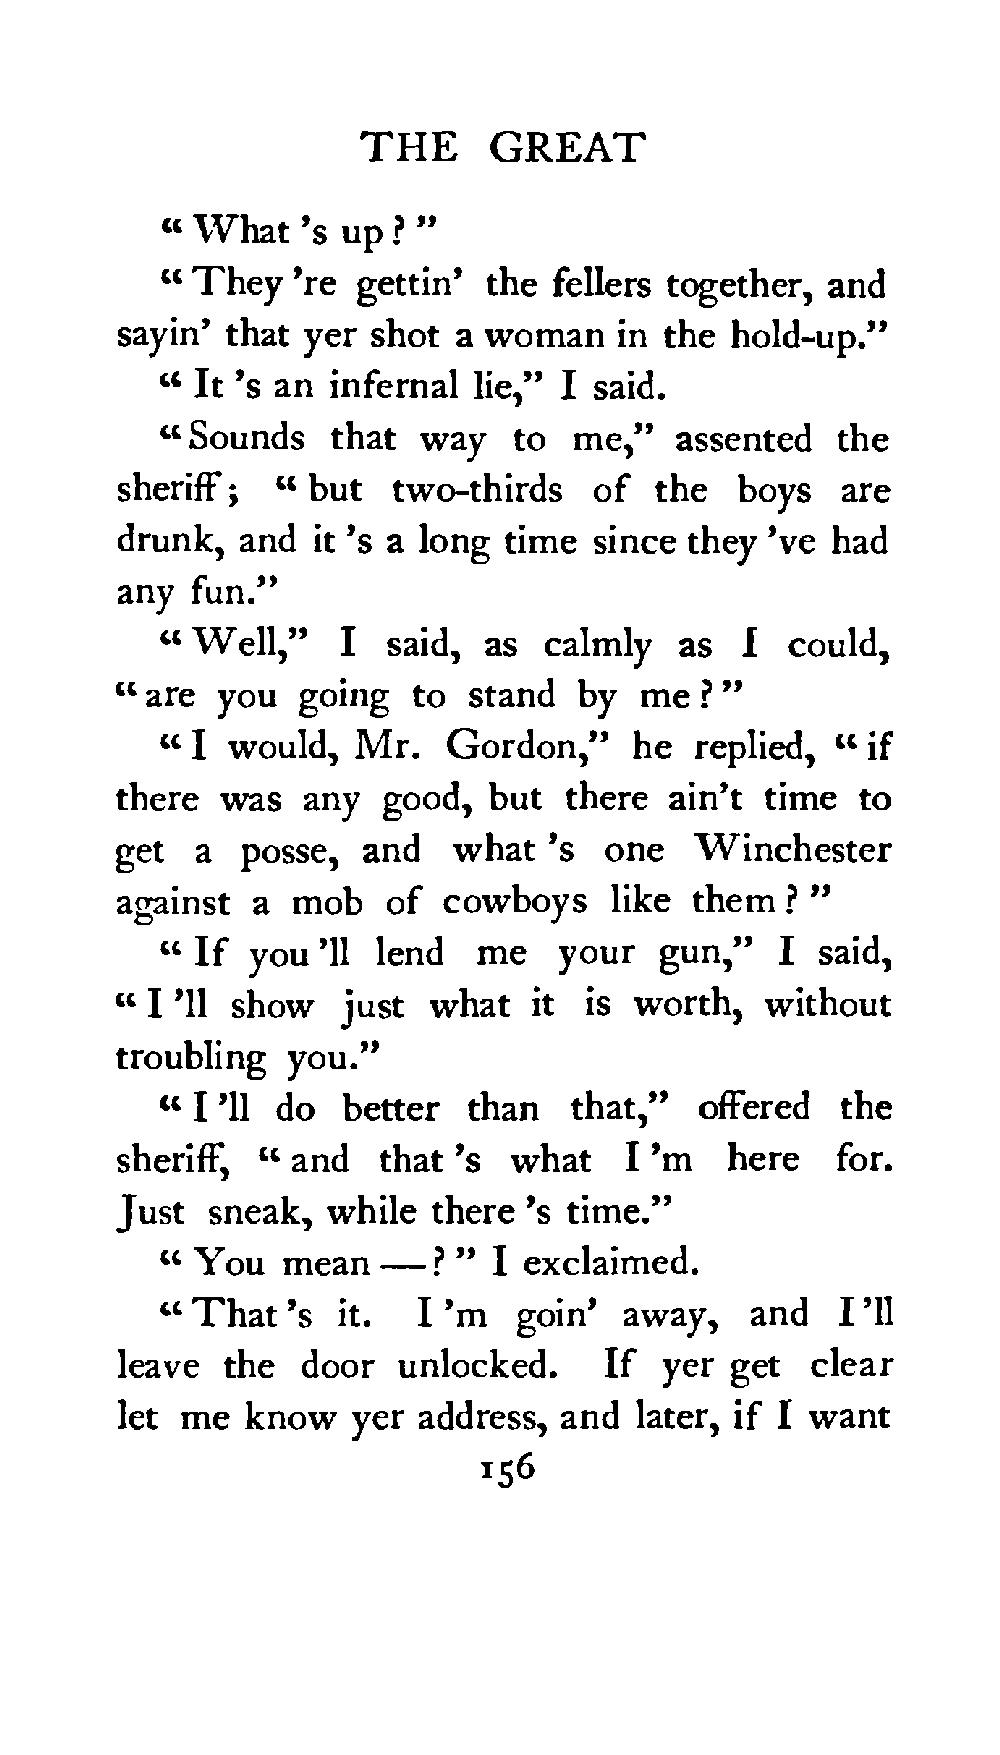 THE GREAT
“ What 's up ? ”
“ They 're gettin' the fellers together, and
sayin' that yer shot a woman in the hold-up.”
“ It 's an infernal lie,” I said.
“ Sounds that way to me,” assented the
sheriff ; “ but two-thirds of the boys are
drunk, and it 's a long time since they 've had
any fun.”
“ Well,” I said, as calmly as I could,
“ are you going to stand by me ? ”
“ I would, Mr. Gordon,” he replied, “ if
there was any good, but there ain't time to
get a posse, and what 's one Winchester
against a mob of cowboys like them ? ”
“ If you 'll lend me your gun,” I said,
“ I 'll show just what it is worth, without
troubling you.”
“ I 'll do better than that,” offered the
sheriff, “ and that 's what I 'm here for.
Just sneak, while there 's time.”
“ You mean — ? ” I exclaimed.
“ That 's it. I 'm goin' away, and I 'll
leave the door unlocked. If yer get clear
let me know yer address, and later, if I want
156